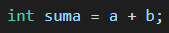 int suma = a + b;